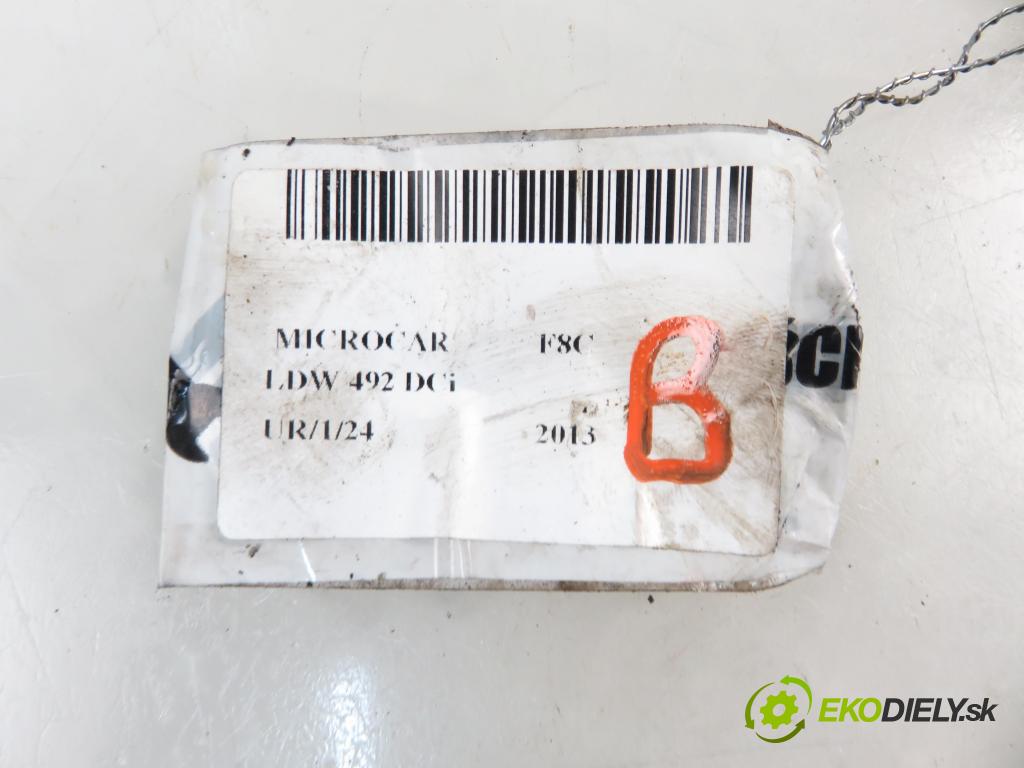 MICROCAR F8C
LDW 492 DCi
UR/1/24 2013
B
EKODIELY.sk